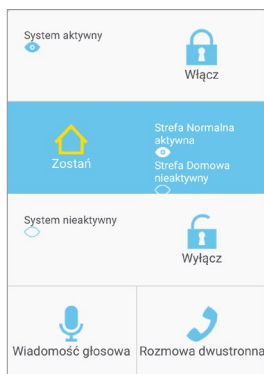 System aktywny
Włącz
Zostań
Strefa Normalna
aktywna
Strefa Domowa
nieaktywny
System nieaktywny
Wyłącz
Wiadomość głosowa
Rozmowa dwustronna